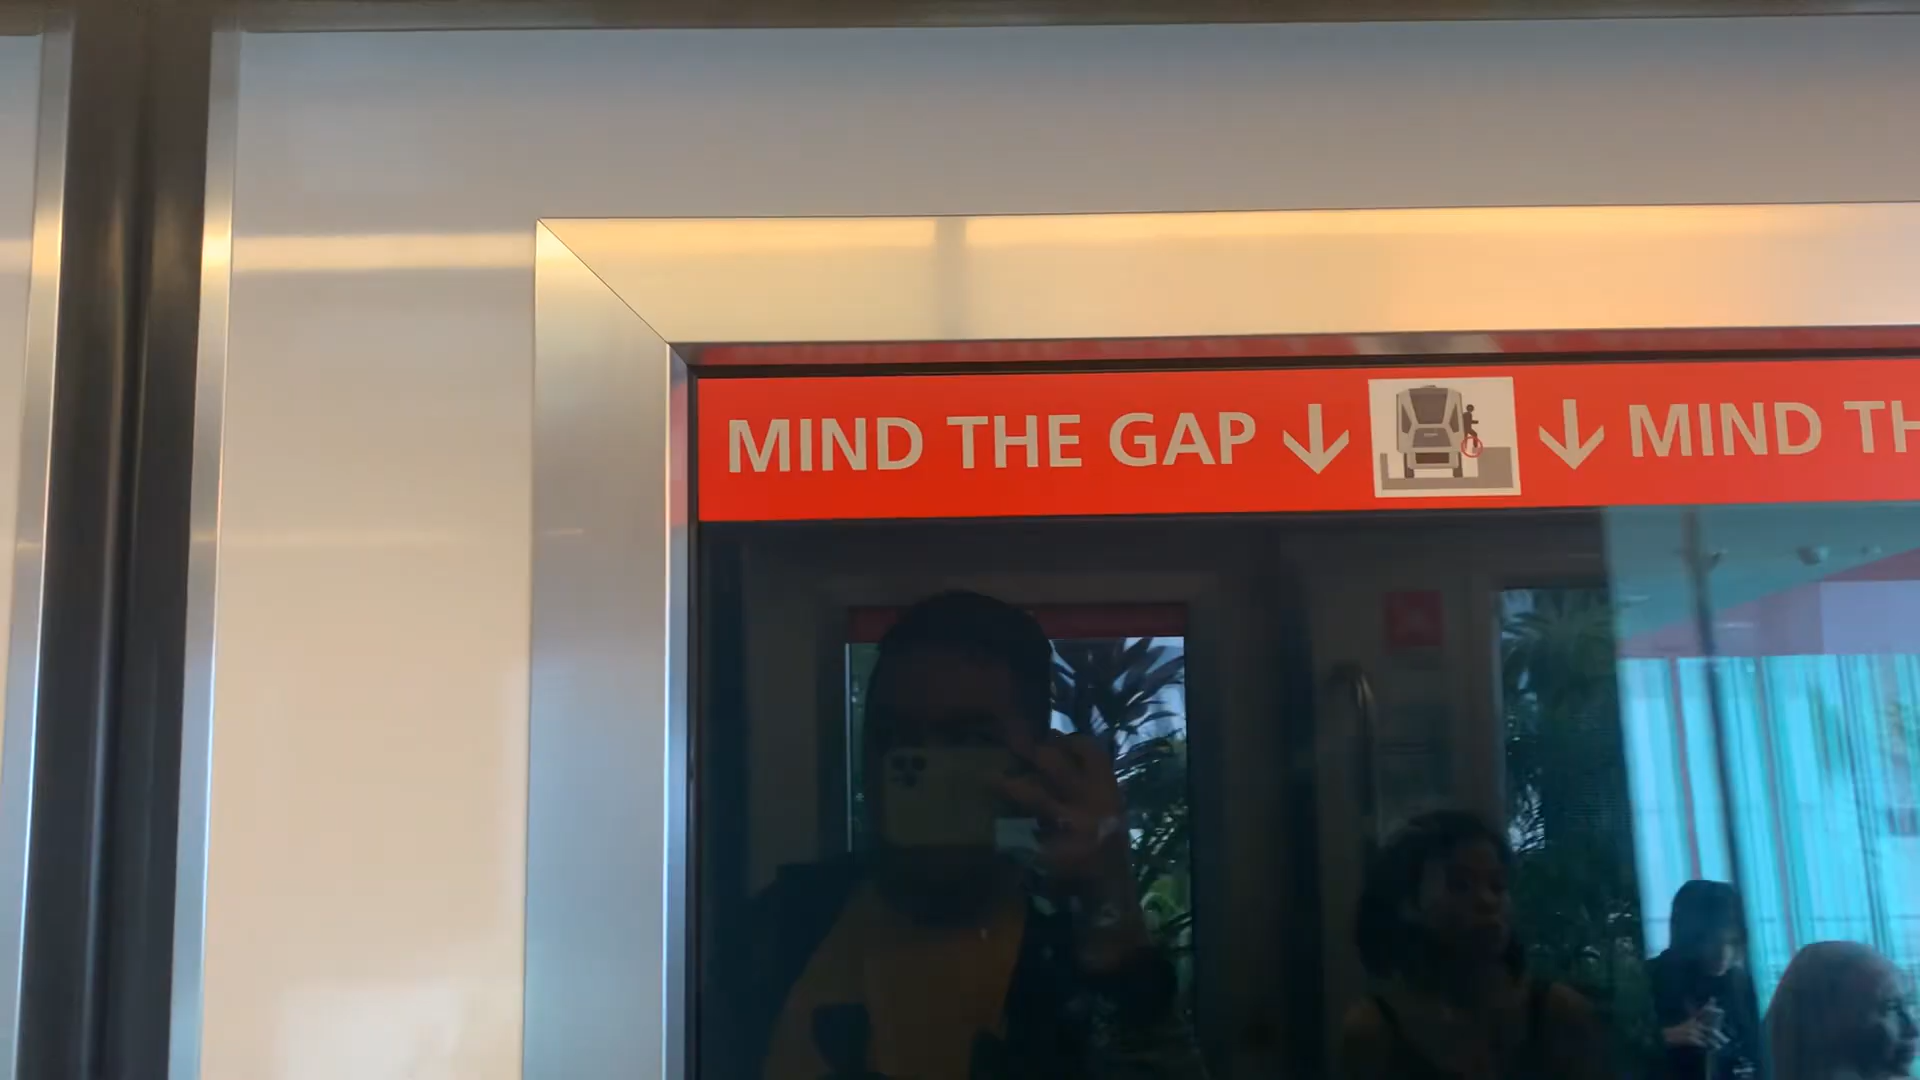 MIND THE GAP ↓ ↓ MIND TH